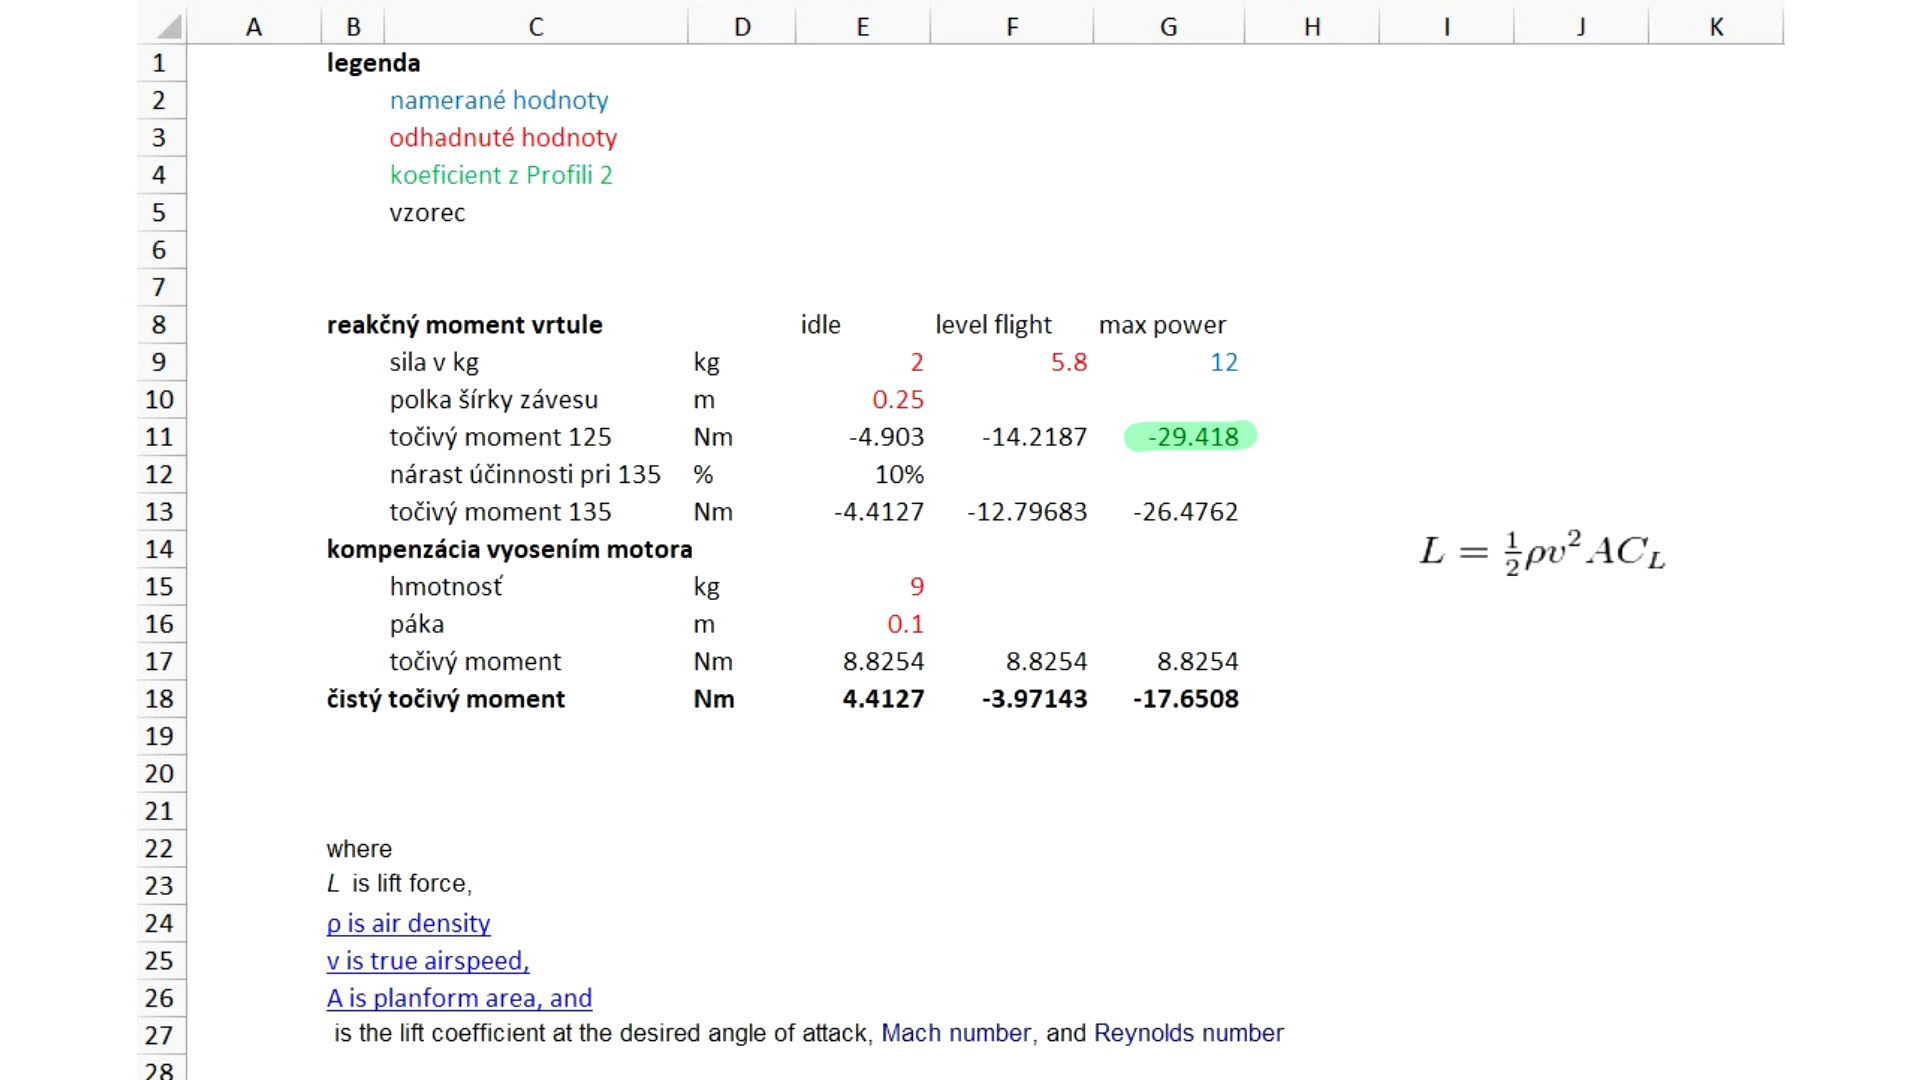 A B C D E F G H I J K
1 legenda
2 namerané hodnoty
3 odhadnuté hodnoty
4 koeficient z Profili 2
5 vzorec
6
7
8 reakčný moment vrtule idle level flight max power
9 sila v kg kg 2 5.8 12
10 polka šírky závesu m 0.25
11 točivý moment 125 Nm -4.903 -14.2187 -29.418
12 nárast účinnosti pri 135 % 10%
13 točivý moment 135 Nm -4.4127 -12.79683 -26.4762
14 kompenzácia vyosením motora
L = ½ρv² AC_L
15 hmotnosť kg 9
16 páka m 0.1
17 točivý moment Nm 8.8254 8.8254 8.8254
18 čistý točivý moment Nm 4.4127 -3.97143 -17.6508
19
20
21
22 where
23 L is lift force,
24 ρ is air density
25 v is true airspeed,
26 A is planform area, and
27 is the lift coefficient at the desired angle of attack, Mach number, and Reynolds number
28